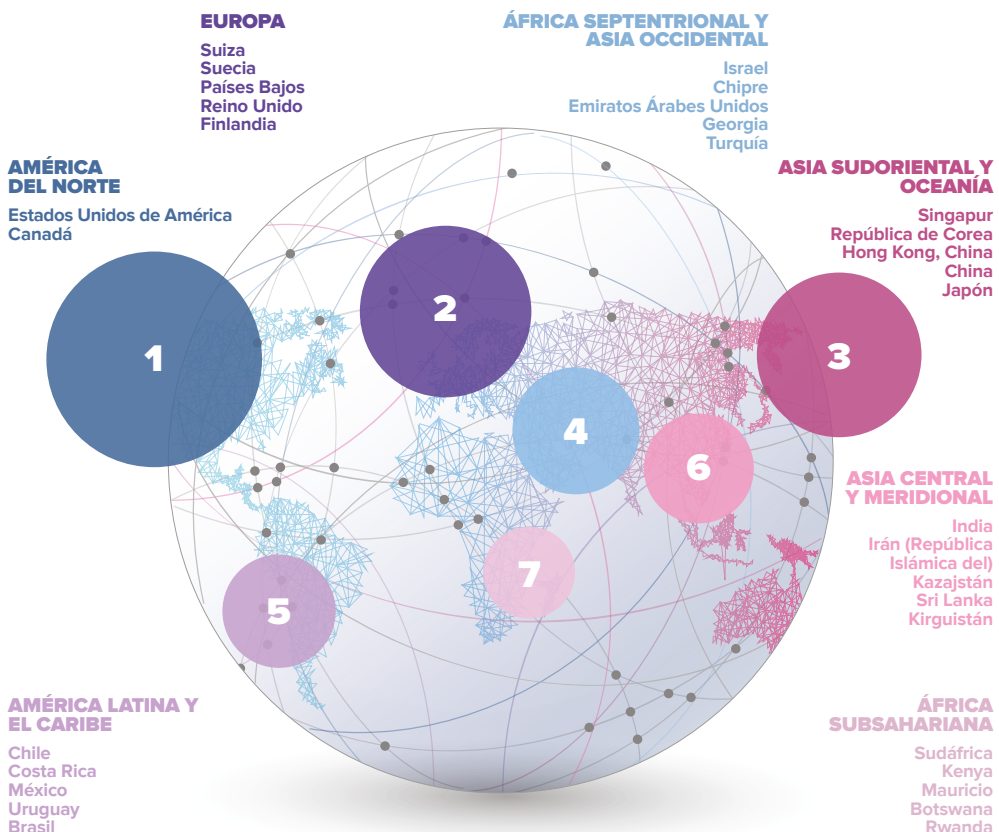 EUROPA
Suiza
Suecia
Países Bajos
Reino Unido
Finlandia
ÁFRICA SEPTENTRIONAL Y
ASIA OCCIDENTAL
Israel
Chipre
Emiratos Árabes Unidos
Georgia
Turquía
AMÉRICA
DEL NORTE
Estados Unidos de América
Canadá
ASIA SUDORIENTAL Y
OCEANÍA
Singapur
República de Corea
Hong Kong, China
China
Japón
1
2
3
4
5
6
7
ASIA CENTRAL
Y MERIDIONAL
India
Irán (República
Islámica del)
Kazajstán
Sri Lanka
Kirguistán
AMÉRICA LATINA Y
EL CARIBE
Chile
Costa Rica
México
Uruguay
Brasil
ÁFRICA
SUBSAHARIANA
Sudáfrica
Kenya
Mauricio
Botswana
Rwanda